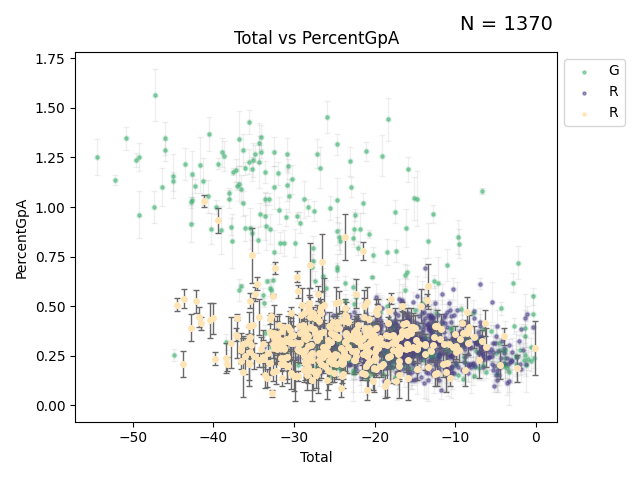 N = 1370
Total vs PercentGpA
PercentGpA
1.75
1.50
1.25
1.00
0.75
0.50
0.25
0.00
−50
−40
−30
−20
−10
0
Total
G
R
R